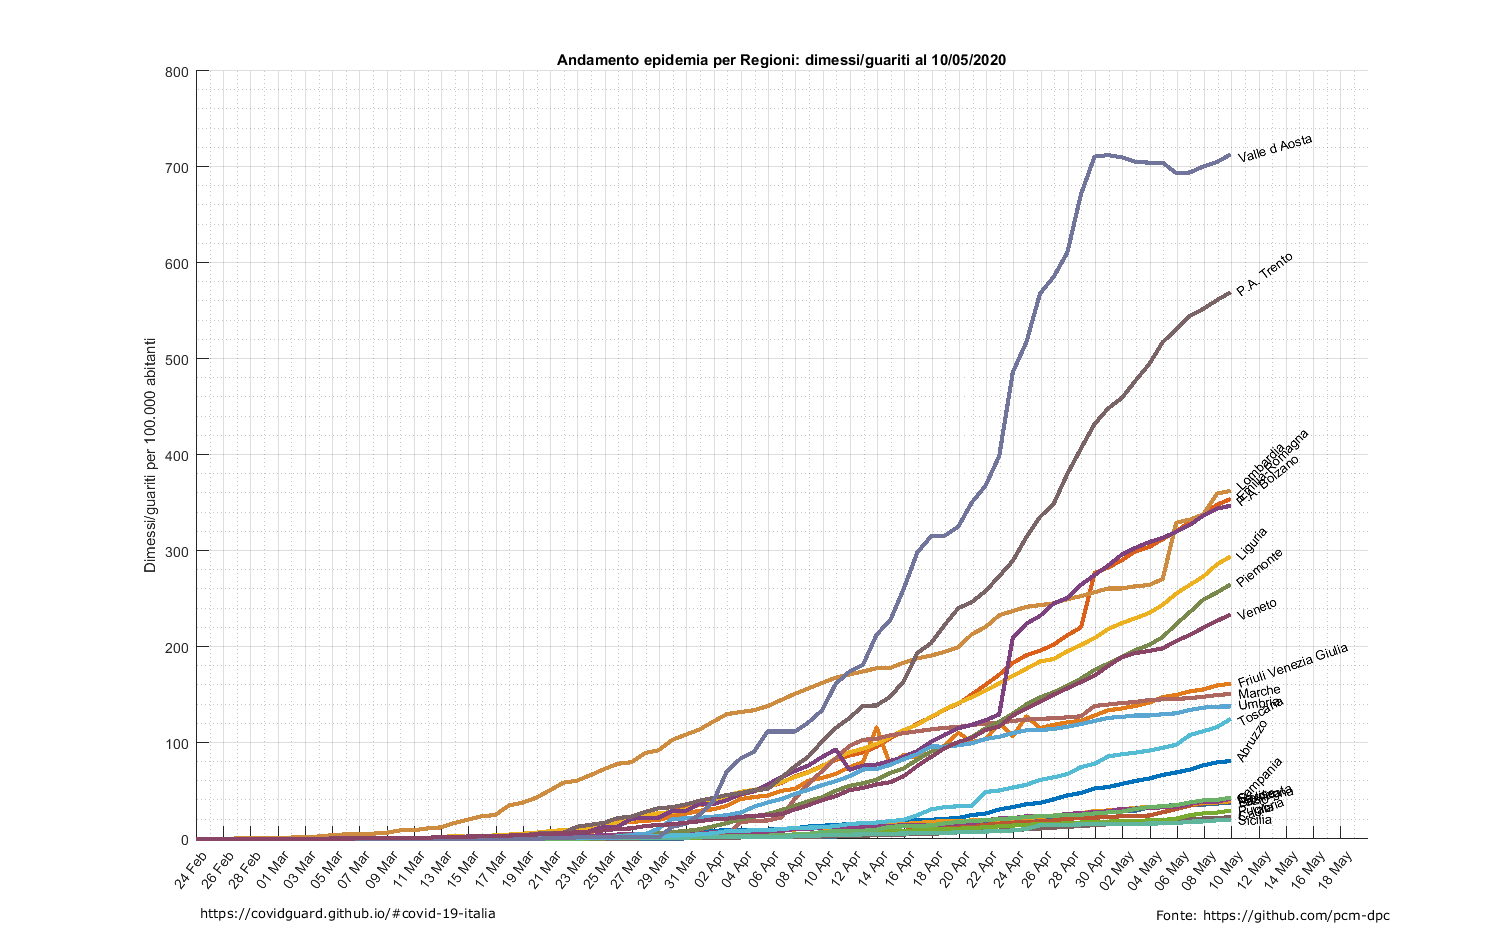 Andamento epidemia per Regioni: dimessi/guariti al 10/05/2020
Dimessi/guariti per 100.000 abitanti
800
700
600
500
400
300
200
100
0
Valle d Aosta
P.A. Trento
Lombardia
Emilia-Romagna
P.A. Bolzano
Liguria
Piemonte
Veneto
Friuli Venezia Giulia
Marche
Umbria
Toscana
Abruzzo
Campania
Puglia
Calabria
Sicilia
24 Feb
26 Feb
28 Feb
01 Mar
03 Mar
05 Mar
07 Mar
09 Mar
11 Mar
13 Mar
15 Mar
17 Mar
19 Mar
21 Mar
23 Mar
25 Mar
27 Mar
29 Mar
31 Mar
02 Apr
04 Apr
06 Apr
08 Apr
10 Apr
12 Apr
14 Apr
16 Apr
18 Apr
20 Apr
22 Apr
24 Apr
26 Apr
28 Apr
30 Apr
02 May
04 May
06 May
08 May
10 May
12 May
14 May
16 May
18 May
https://covidguard.github.io/#covid-19-italia
Fonte: https://github.com/pcm-dpc